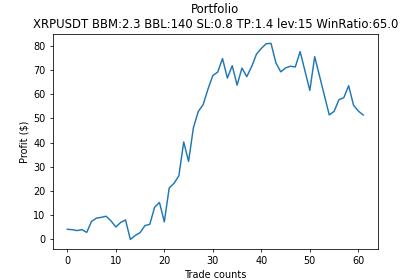 Portfolio
XRPUSDT BBM:2.3 BBL:140 SL:0.8 TP:1.4 lev:15 WinRatio:65.0
80
70
60
50
40
30
20
10
0
Profit ($)
0 10 20 30 40 50 60
Trade counts